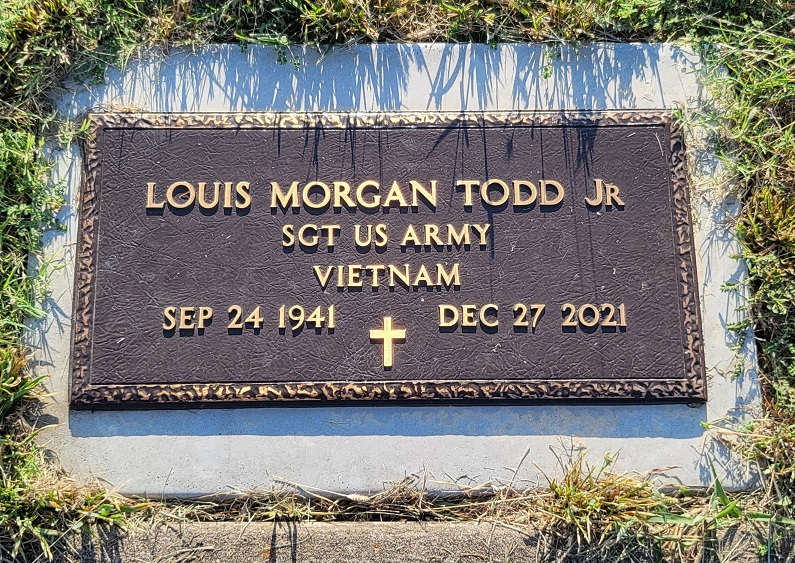 LOUIS MORGAN TODD JR
SGT US ARMY
VIETNAM
SEP 24 1941 DEC 27 2021